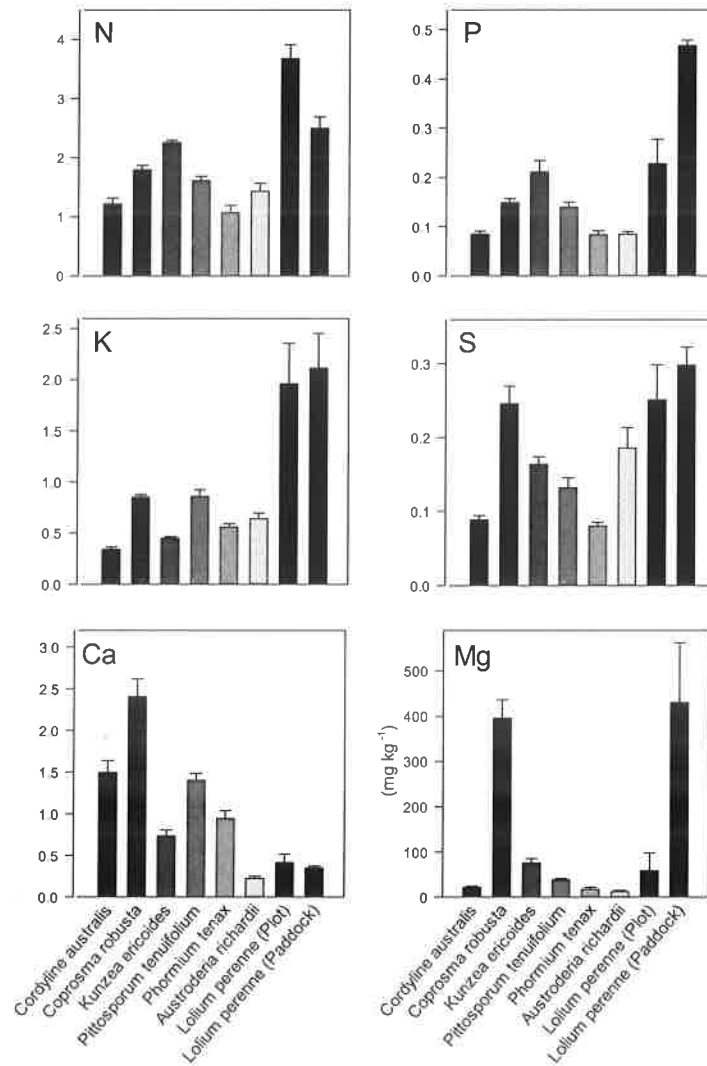 N
4
3
2
1
0
P
0.5
0.4
0.3
0.2
0.1
0.0
K
2.5
2.0
1.5
1.0
0.5
0.0
S
0.3
0.2
0.1
0.0
Ca
3.0
2.5
2.0
1.5
1.0
0.5
0.0
Mg
(mg kg⁻¹)
500
400
300
200
100
0
Cordyline australis
Coprosma robusta
Kunzea ericoides
Pittosporum tenuifolium
Phormium tenax
Austroderia richardii
Lolium perenne (Plot)
Lolium perenne (Paddock)
Cordyline australis
Coprosma robusta
Kunzea ericoides
Pittosporum tenuifolium
Phormium tenax
Austroderia richardii
Lolium perenne (Plot)
Lolium perenne (Paddock)